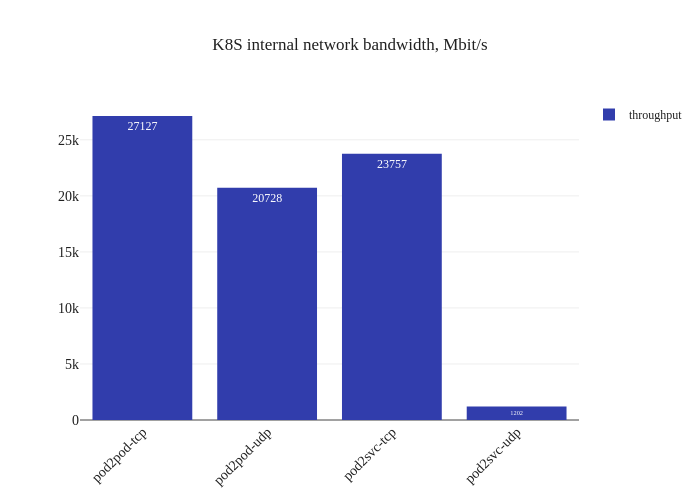 K8S internal network bandwidth, Mbit/s
throughput
25k
20k
15k
10k
5k
0
27127
20728
23757
1202
pod2pod-tcp
pod2pod-udp
pod2svc-tcp
pod2svc-udp